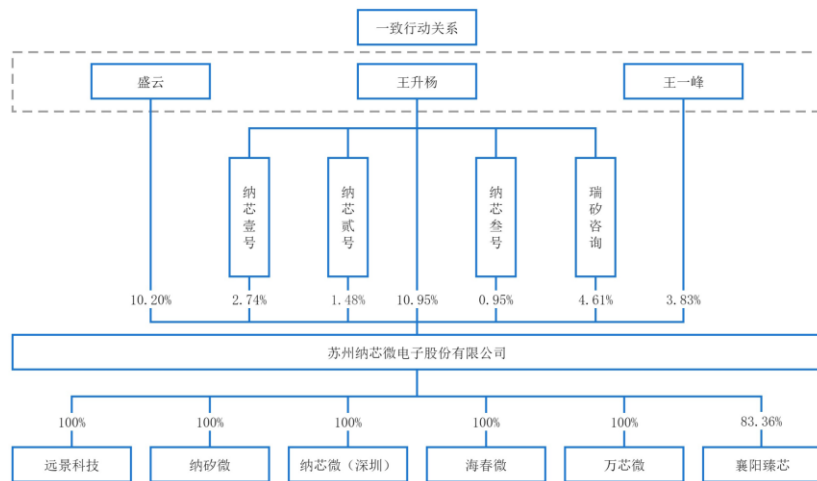 一致行动关系
盛云
王升杨
王一峰
纳芯壹号
纳芯贰号
纳芯叁号
瑞矽咨询
10.20%
2.74%
1.48%
10.95%
0.95%
4.61%
3.83%
苏州纳芯微电子股份有限公司
100%
100%
100%
100%
100%
83.36%
远景科技
纳矽微
纳芯微（深圳）
海春微
万芯微
襄阳臻芯